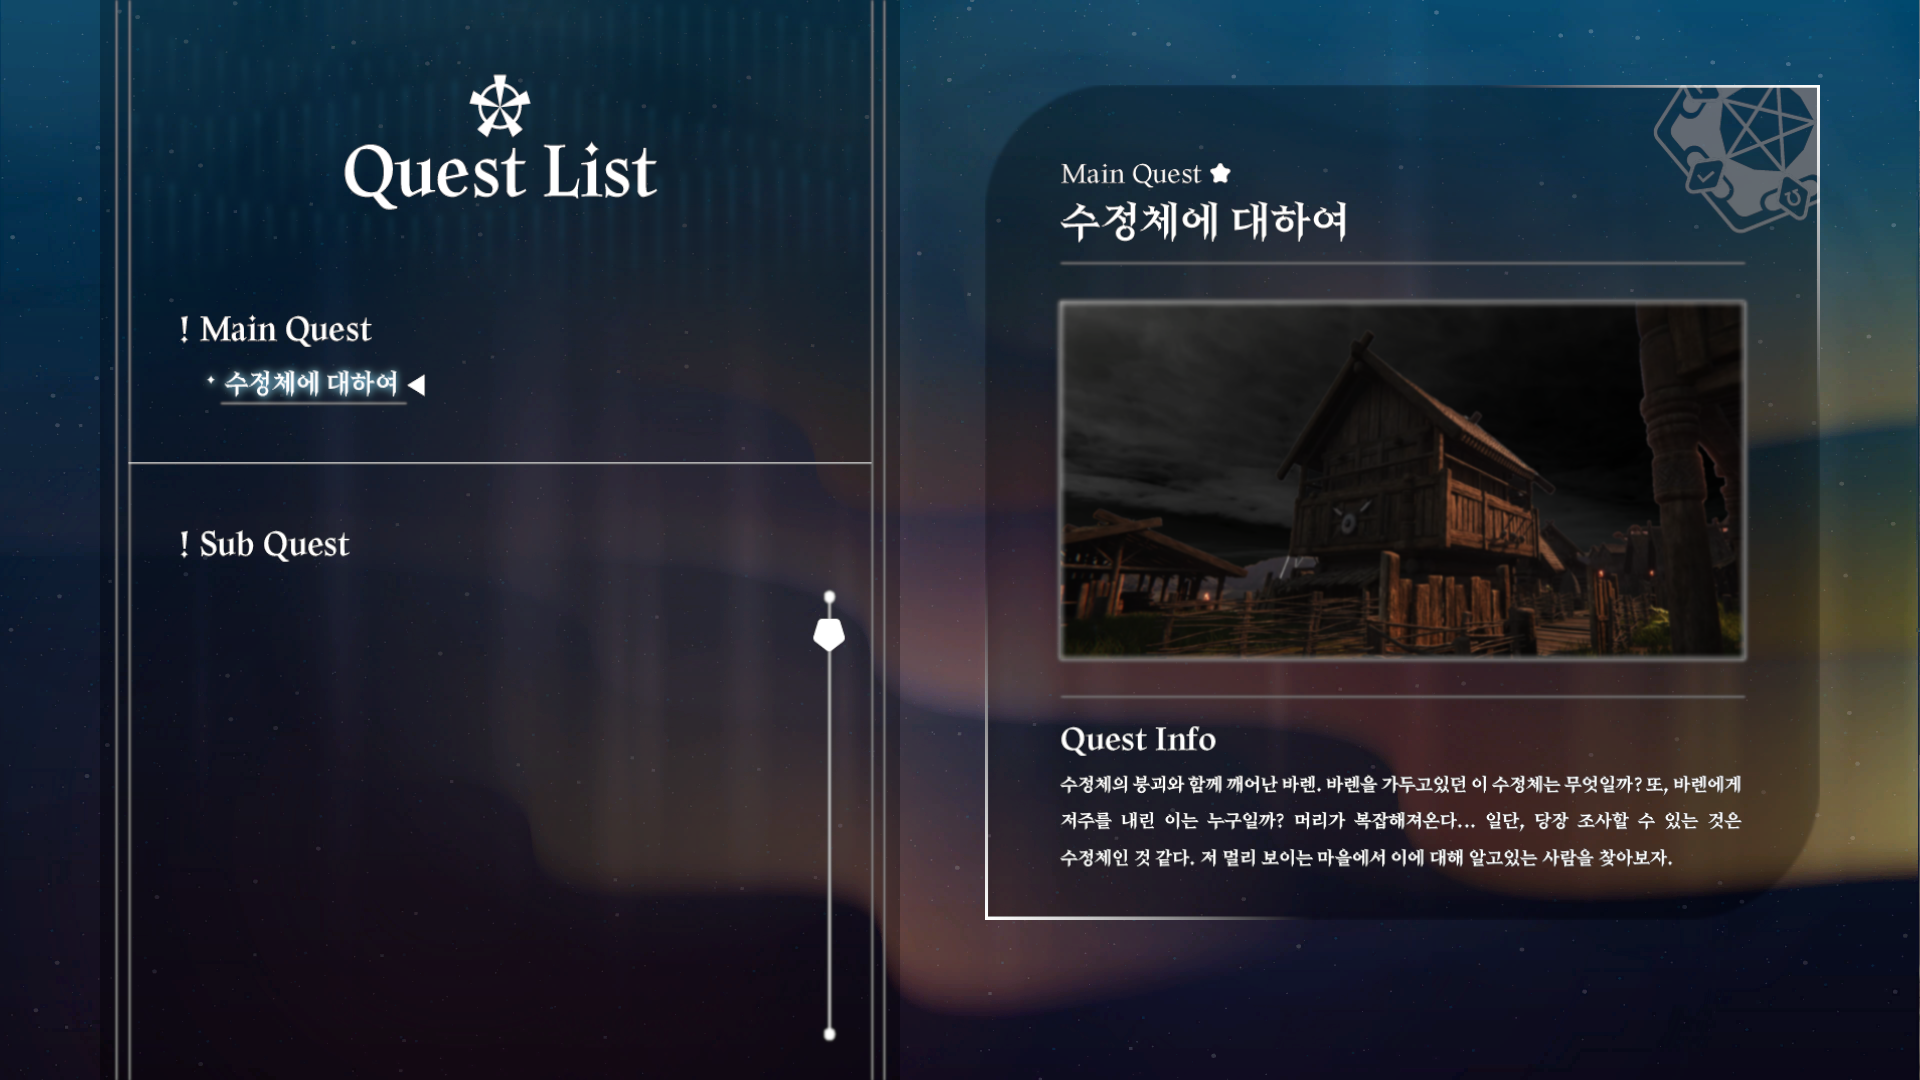 Quest List
! Main Quest
수정체에 대하여
! Sub Quest
Main Quest
수정체에 대하여
Quest Info
수정체의 붕괴와 함께 깨어난 바렌. 바렌을 가두고있던 이 수정체는 무엇일까? 또, 바렌에게
저주를 내린 이는 누구일까? 머리가 복잡해져온다... 일단, 당장 조사할 수 있는 것은
수정체인 것 같다. 저 멀리 보이는 마을에서 이에 대해 알고있는 사람을 찾아보자.